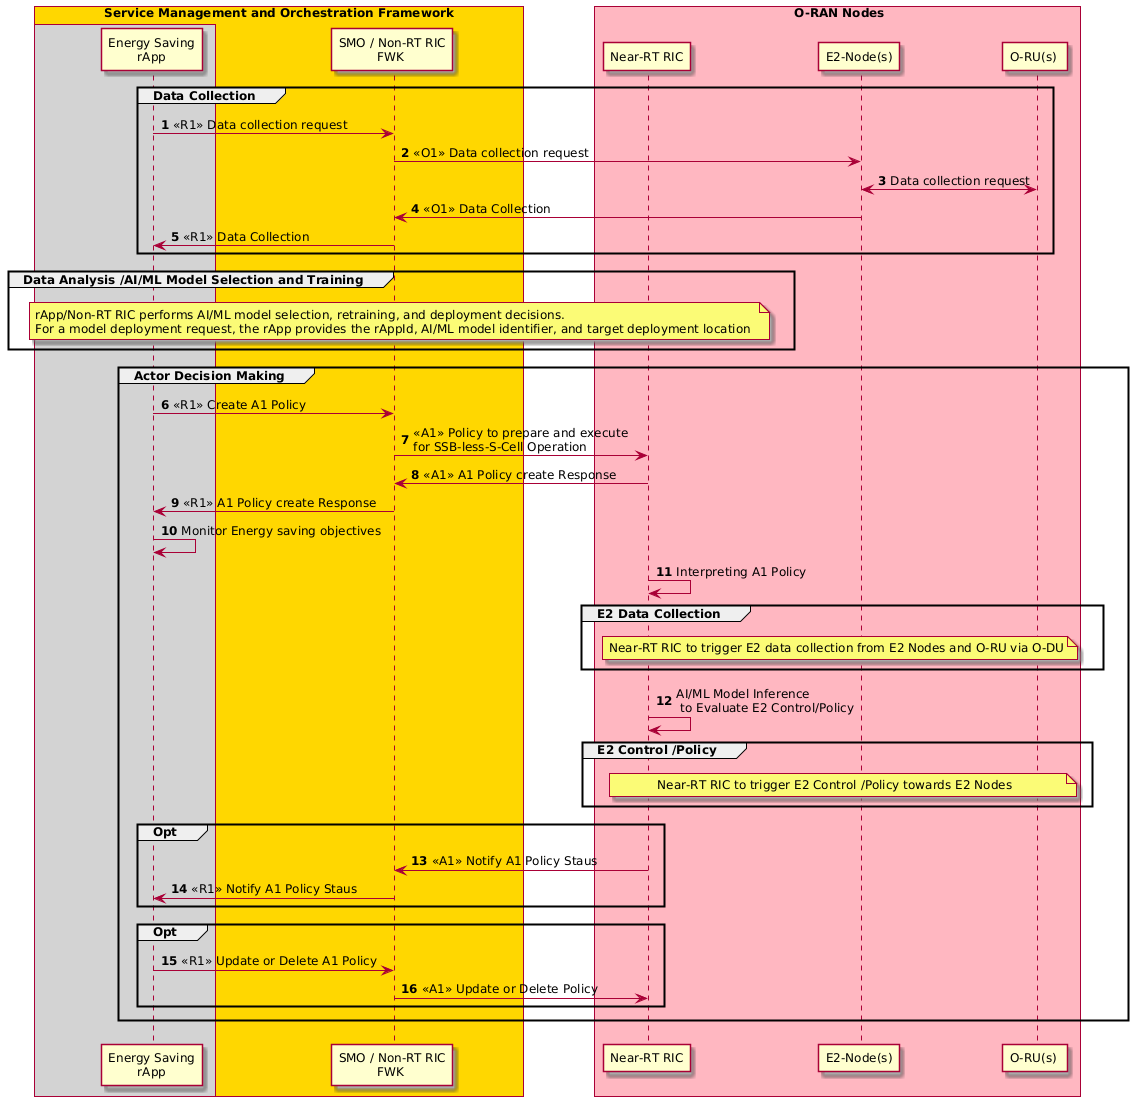 Service Management and Orchestration Framework
O-RAN Nodes
Energy Saving
rApp
SMO / Non-RT RIC
FWK
Near-RT RIC
E2-Node(s)
O-RU(s)
Data Collection
1 «R1» Data collection request
2 «O1» Data collection request
3 Data collection request
4 «O1» Data Collection
5 «R1» Data Collection
Data Analysis /AI/ML Model Selection and Training
rApp/Non-RT RIC performs AI/ML model selection, retraining, and deployment decisions.
For a model deployment request, the rApp provides the rAppId, AI/ML model identifier, and target deployment location
Actor Decision Making
6 «R1» Create A1 Policy
7 «A1» Policy to prepare and execute
for SSB-less-S-Cell Operation
8 «A1» A1 Policy create Response
9 «R1» A1 Policy create Response
10 Monitor Energy saving objectives
11 Interpreting A1 Policy
E2 Data Collection
Near-RT RIC to trigger E2 data collection from E2 Nodes and O-RU via O-DU
12 AI/ML Model Inference
to Evaluate E2 Control/Policy
E2 Control /Policy
Near-RT RIC to trigger E2 Control /Policy towards E2 Nodes
Opt
13 «A1» Notify A1 Policy Staus
14 «R1» Notify A1 Policy Staus
Opt
15 «R1» Update or Delete A1 Policy
16 «A1» Update or Delete Policy
Energy Saving
rApp
SMO / Non-RT RIC
FWK
Near-RT RIC
E2-Node(s)
O-RU(s)